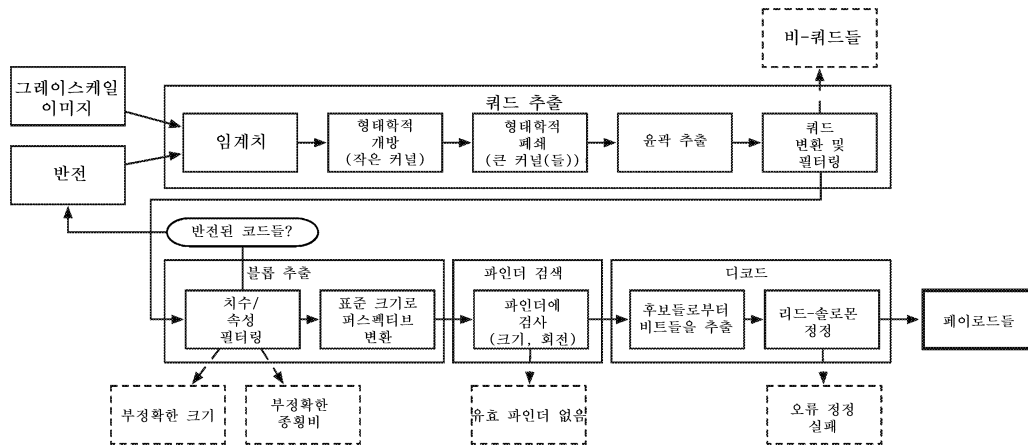 비-쿼드들
그레이스케일
이미지
쿼드 추출
임계치
형태학적
개방
(작은 커널)
형태학적
폐쇄
(큰 커널(들))
윤곽 추출
쿼드
변환 및
필터링
반전
반전된 코드들?
블롭 추출
치수/
속성
필터링
표준 크기로
퍼스펙티브
변환
파인더 검색
파인더에
검사
(크기, 회전)
디코드
후보들로부터
비트들을 추출
리드-솔로몬
정정
페이로드들
부정확한 크기
부정확한
종횡비
유효 파인더 없음
오류 정정
실패